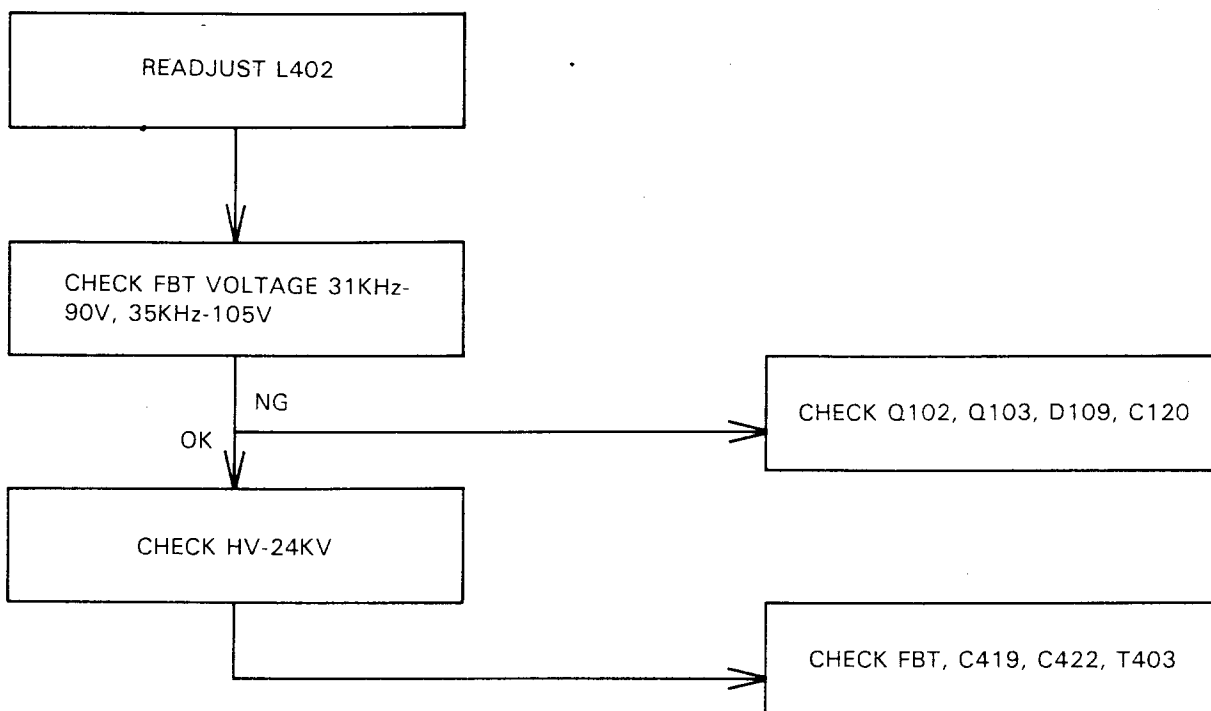 READJUST L402
CHECK FBT VOLTAGE 31KHz-
90V, 35KHz-105V
NG
CHECK Q102, Q103, D109, C120
OK
CHECK HV-24KV
CHECK FBT, C419, C422, T403